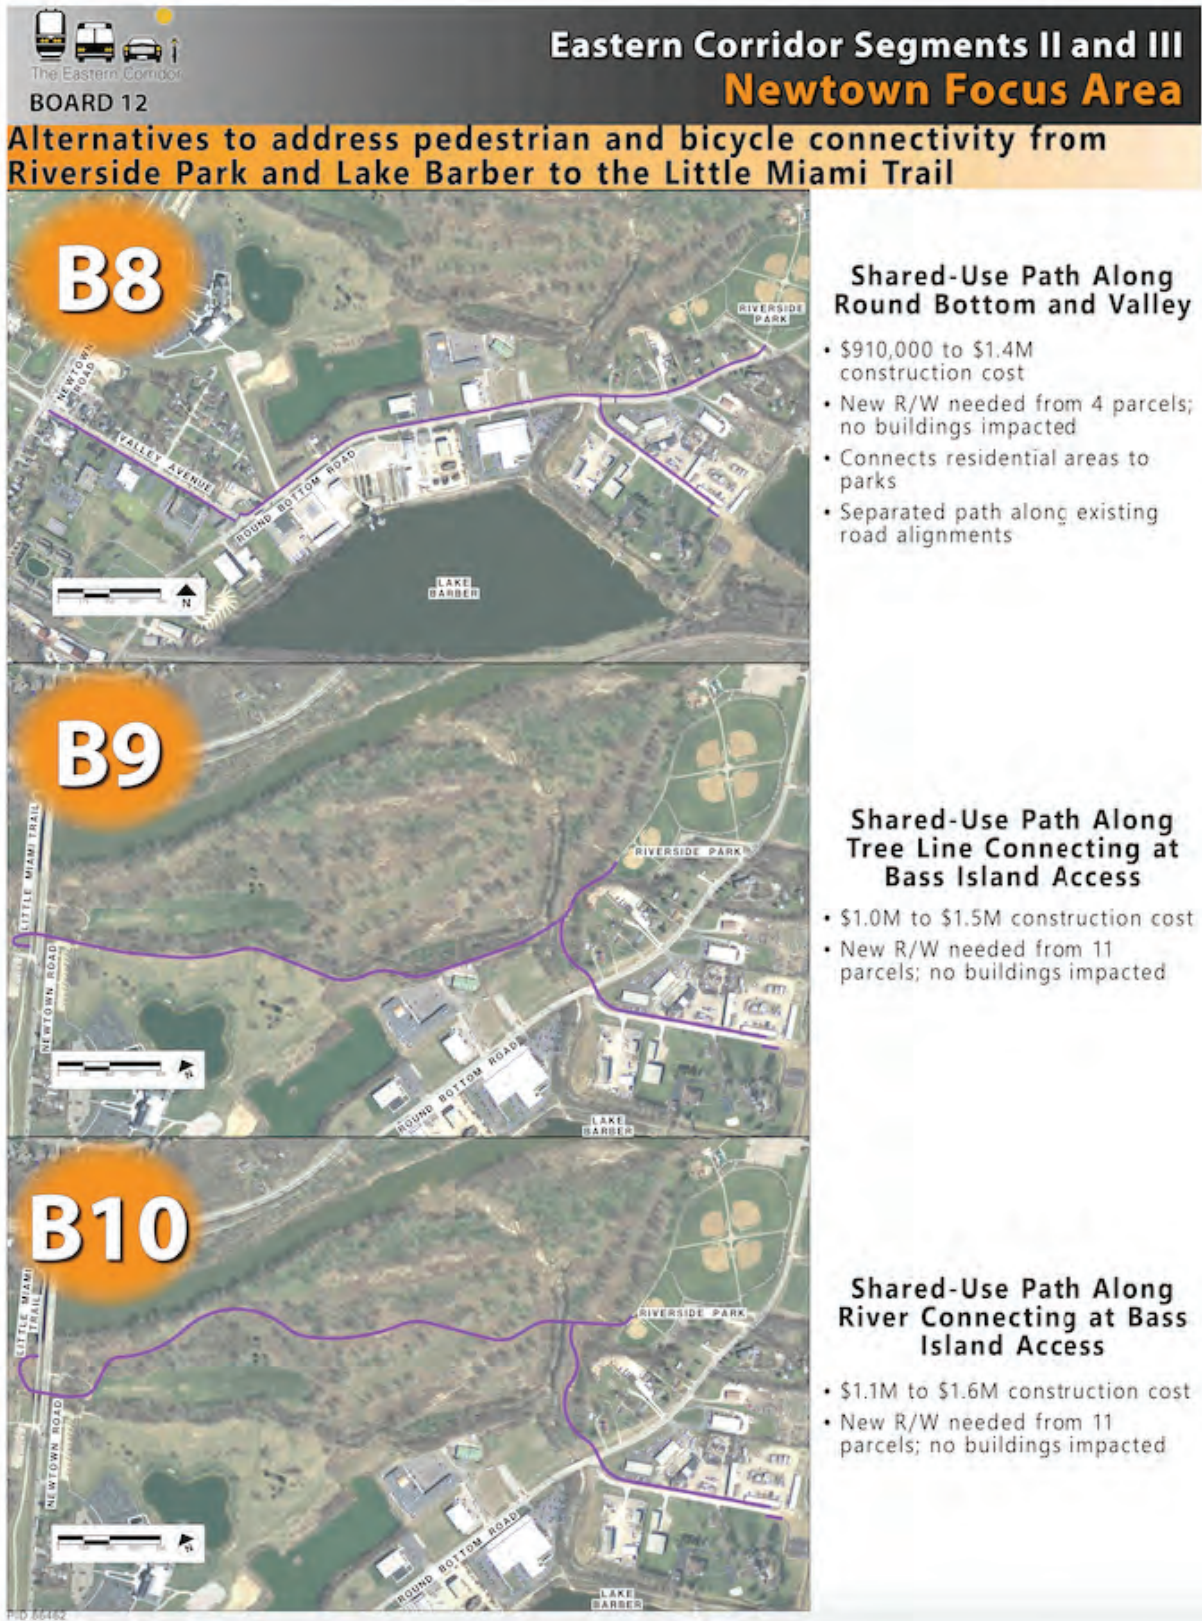 The Eastern Corridor
BOARD 12
Eastern Corridor Segments II and III
Newtown Focus Area
Alternatives to address pedestrian and bicycle connectivity from
Riverside Park and Lake Barber to the Little Miami Trail
B8
NEWTOWN
ROAD
VALLEY AVENUE
ROUND BOTTOM ROAD
RIVERSIDE
PARK
LAKE
BARBER
N
Shared-Use Path Along
Round Bottom and Valley
• $910,000 to $1.4M
construction cost
• New R/W needed from 4 parcels;
no buildings impacted
• Connects residential areas to
parks
• Separated path along existing
road alignments
B9
LITTLE MIAMI TRAIL
NEWTOWN ROAD
RIVERSIDE PARK
ROUND BOTTOM ROAD
LAKE
BARBER
N
Shared-Use Path Along
Tree Line Connecting at
Bass Island Access
• $1.0M to $1.5M construction cost
• New R/W needed from 11
parcels; no buildings impacted
B10
LITTLE MIAMI
TRAIL
NEWTOWN ROAD
RIVERSIDE PARK
ROUND BOTTOM ROAD
LAKE
BARBER
N
Shared-Use Path Along
River Connecting at Bass
Island Access
• $1.1M to $1.6M construction cost
• New R/W needed from 11
parcels; no buildings impacted
PID 86462